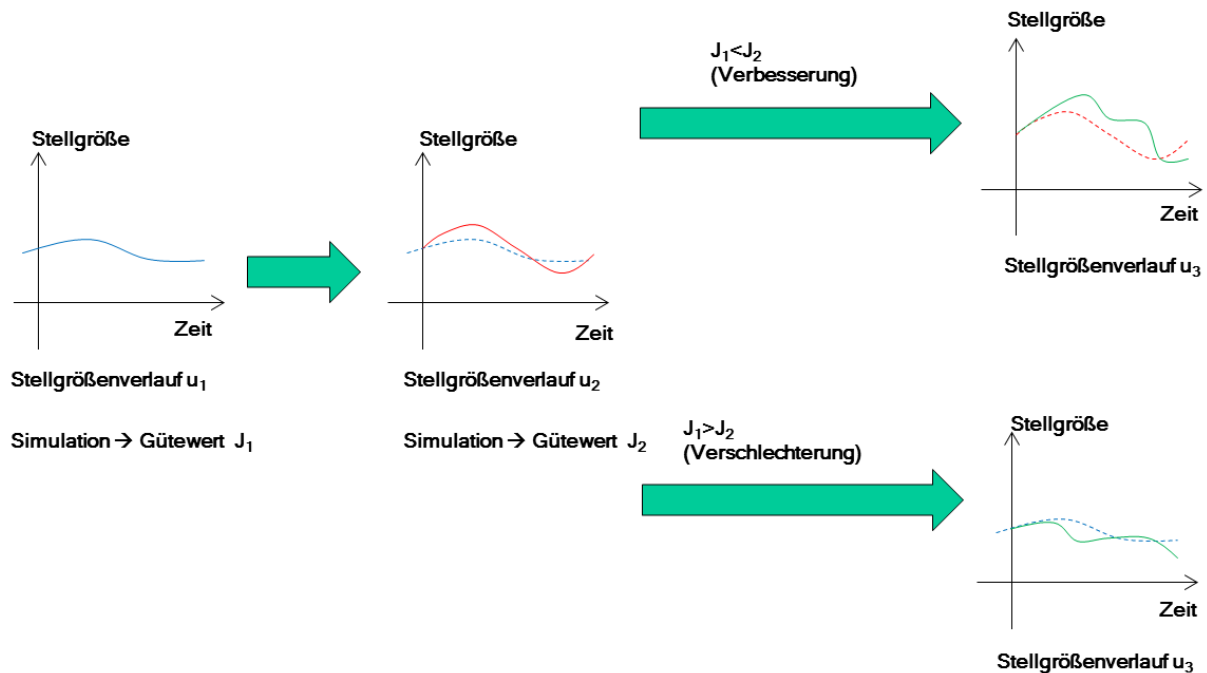 Stellgröße
Zeit
Stellgrößenverlauf u₁
Simulation → Gütewert J₁
Stellgröße
Zeit
Stellgrößenverlauf u₂
Simulation → Gütewert J₂
J₁<J₂
(Verbesserung)
Stellgröße
Zeit
Stellgrößenverlauf u₃
J₁>J₂
(Verschlechterung)
Stellgröße
Zeit
Stellgrößenverlauf u₃